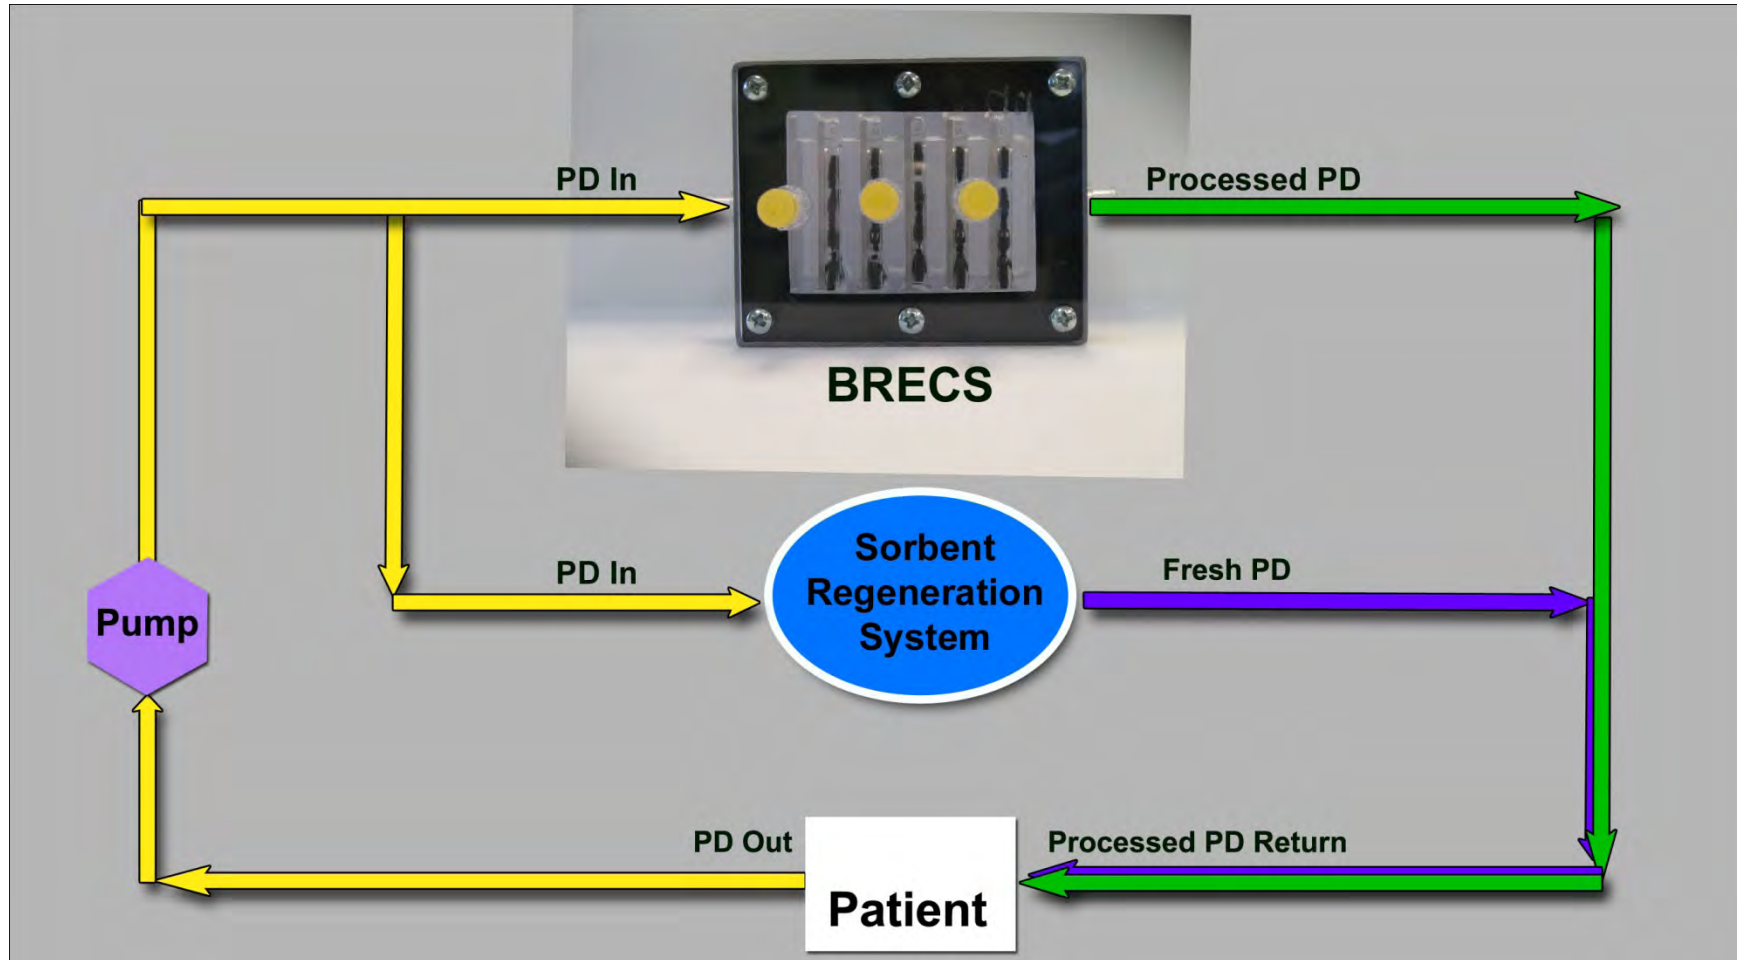 PD In
Processed PD
BRECS
PD In
Sorbent
Regeneration
System
Fresh PD
Pump
PD Out
Processed PD Return
Patient